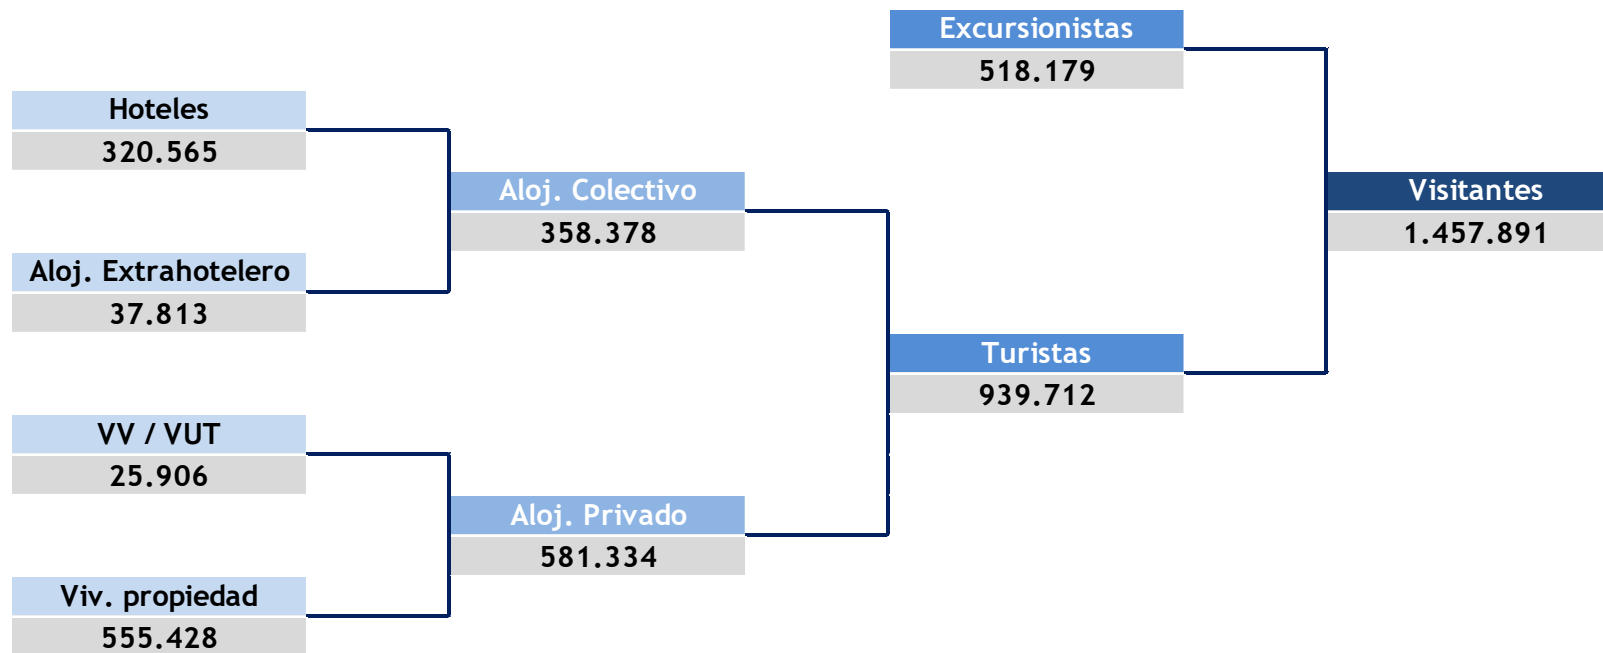 Excursionistas
518.179
Hoteles
320.565
Aloj. Colectivo
358.378
Visitantes
1.457.891
Aloj. Extrahotelero
37.813
Turistas
939.712
VV / VUT
25.906
Aloj. Privado
581.334
Viv. propiedad
555.428